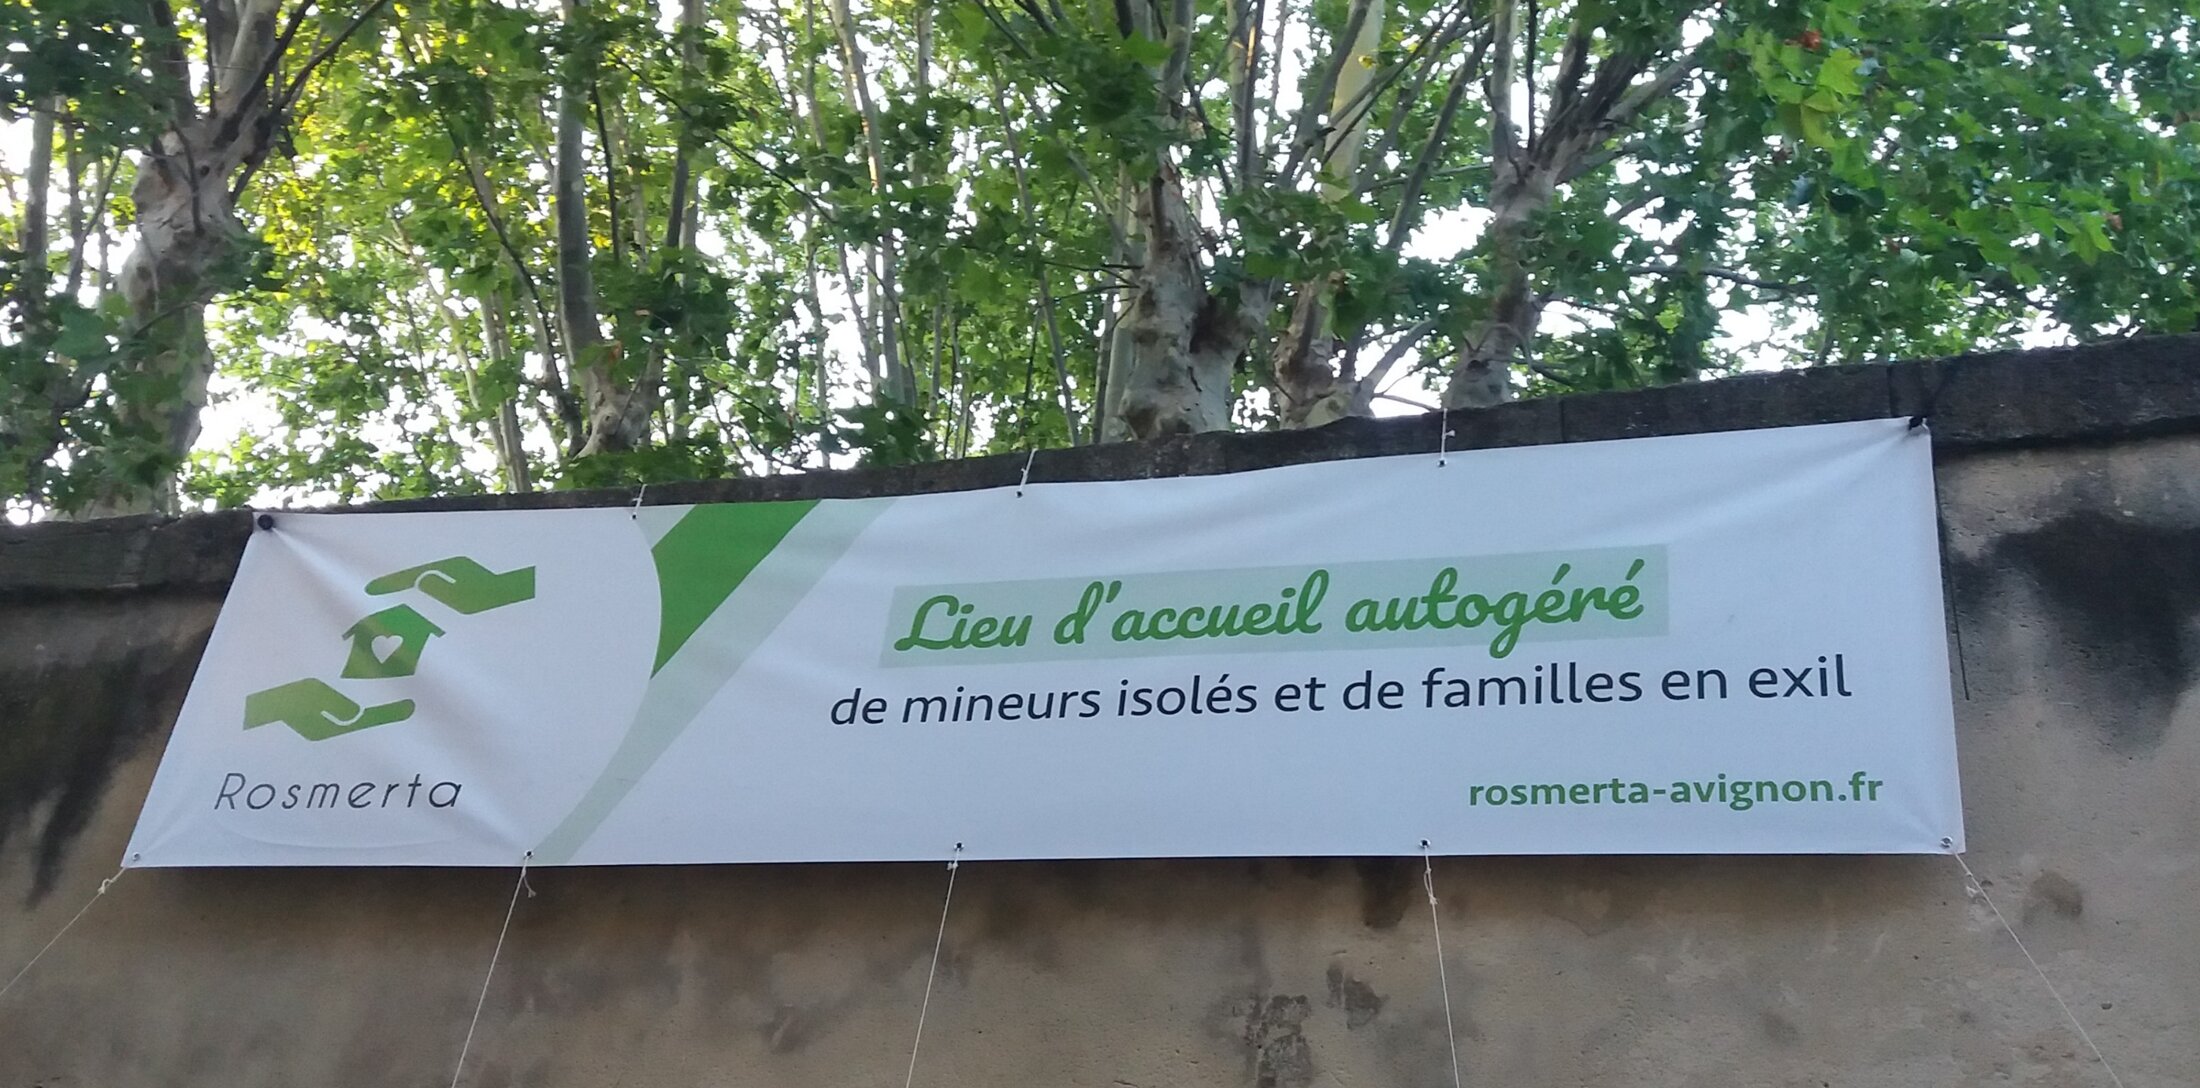 Rosmerta
Lieu d'accueil autogéré
de mineurs isolés et de familles en exil
rosmerta-avignon.fr